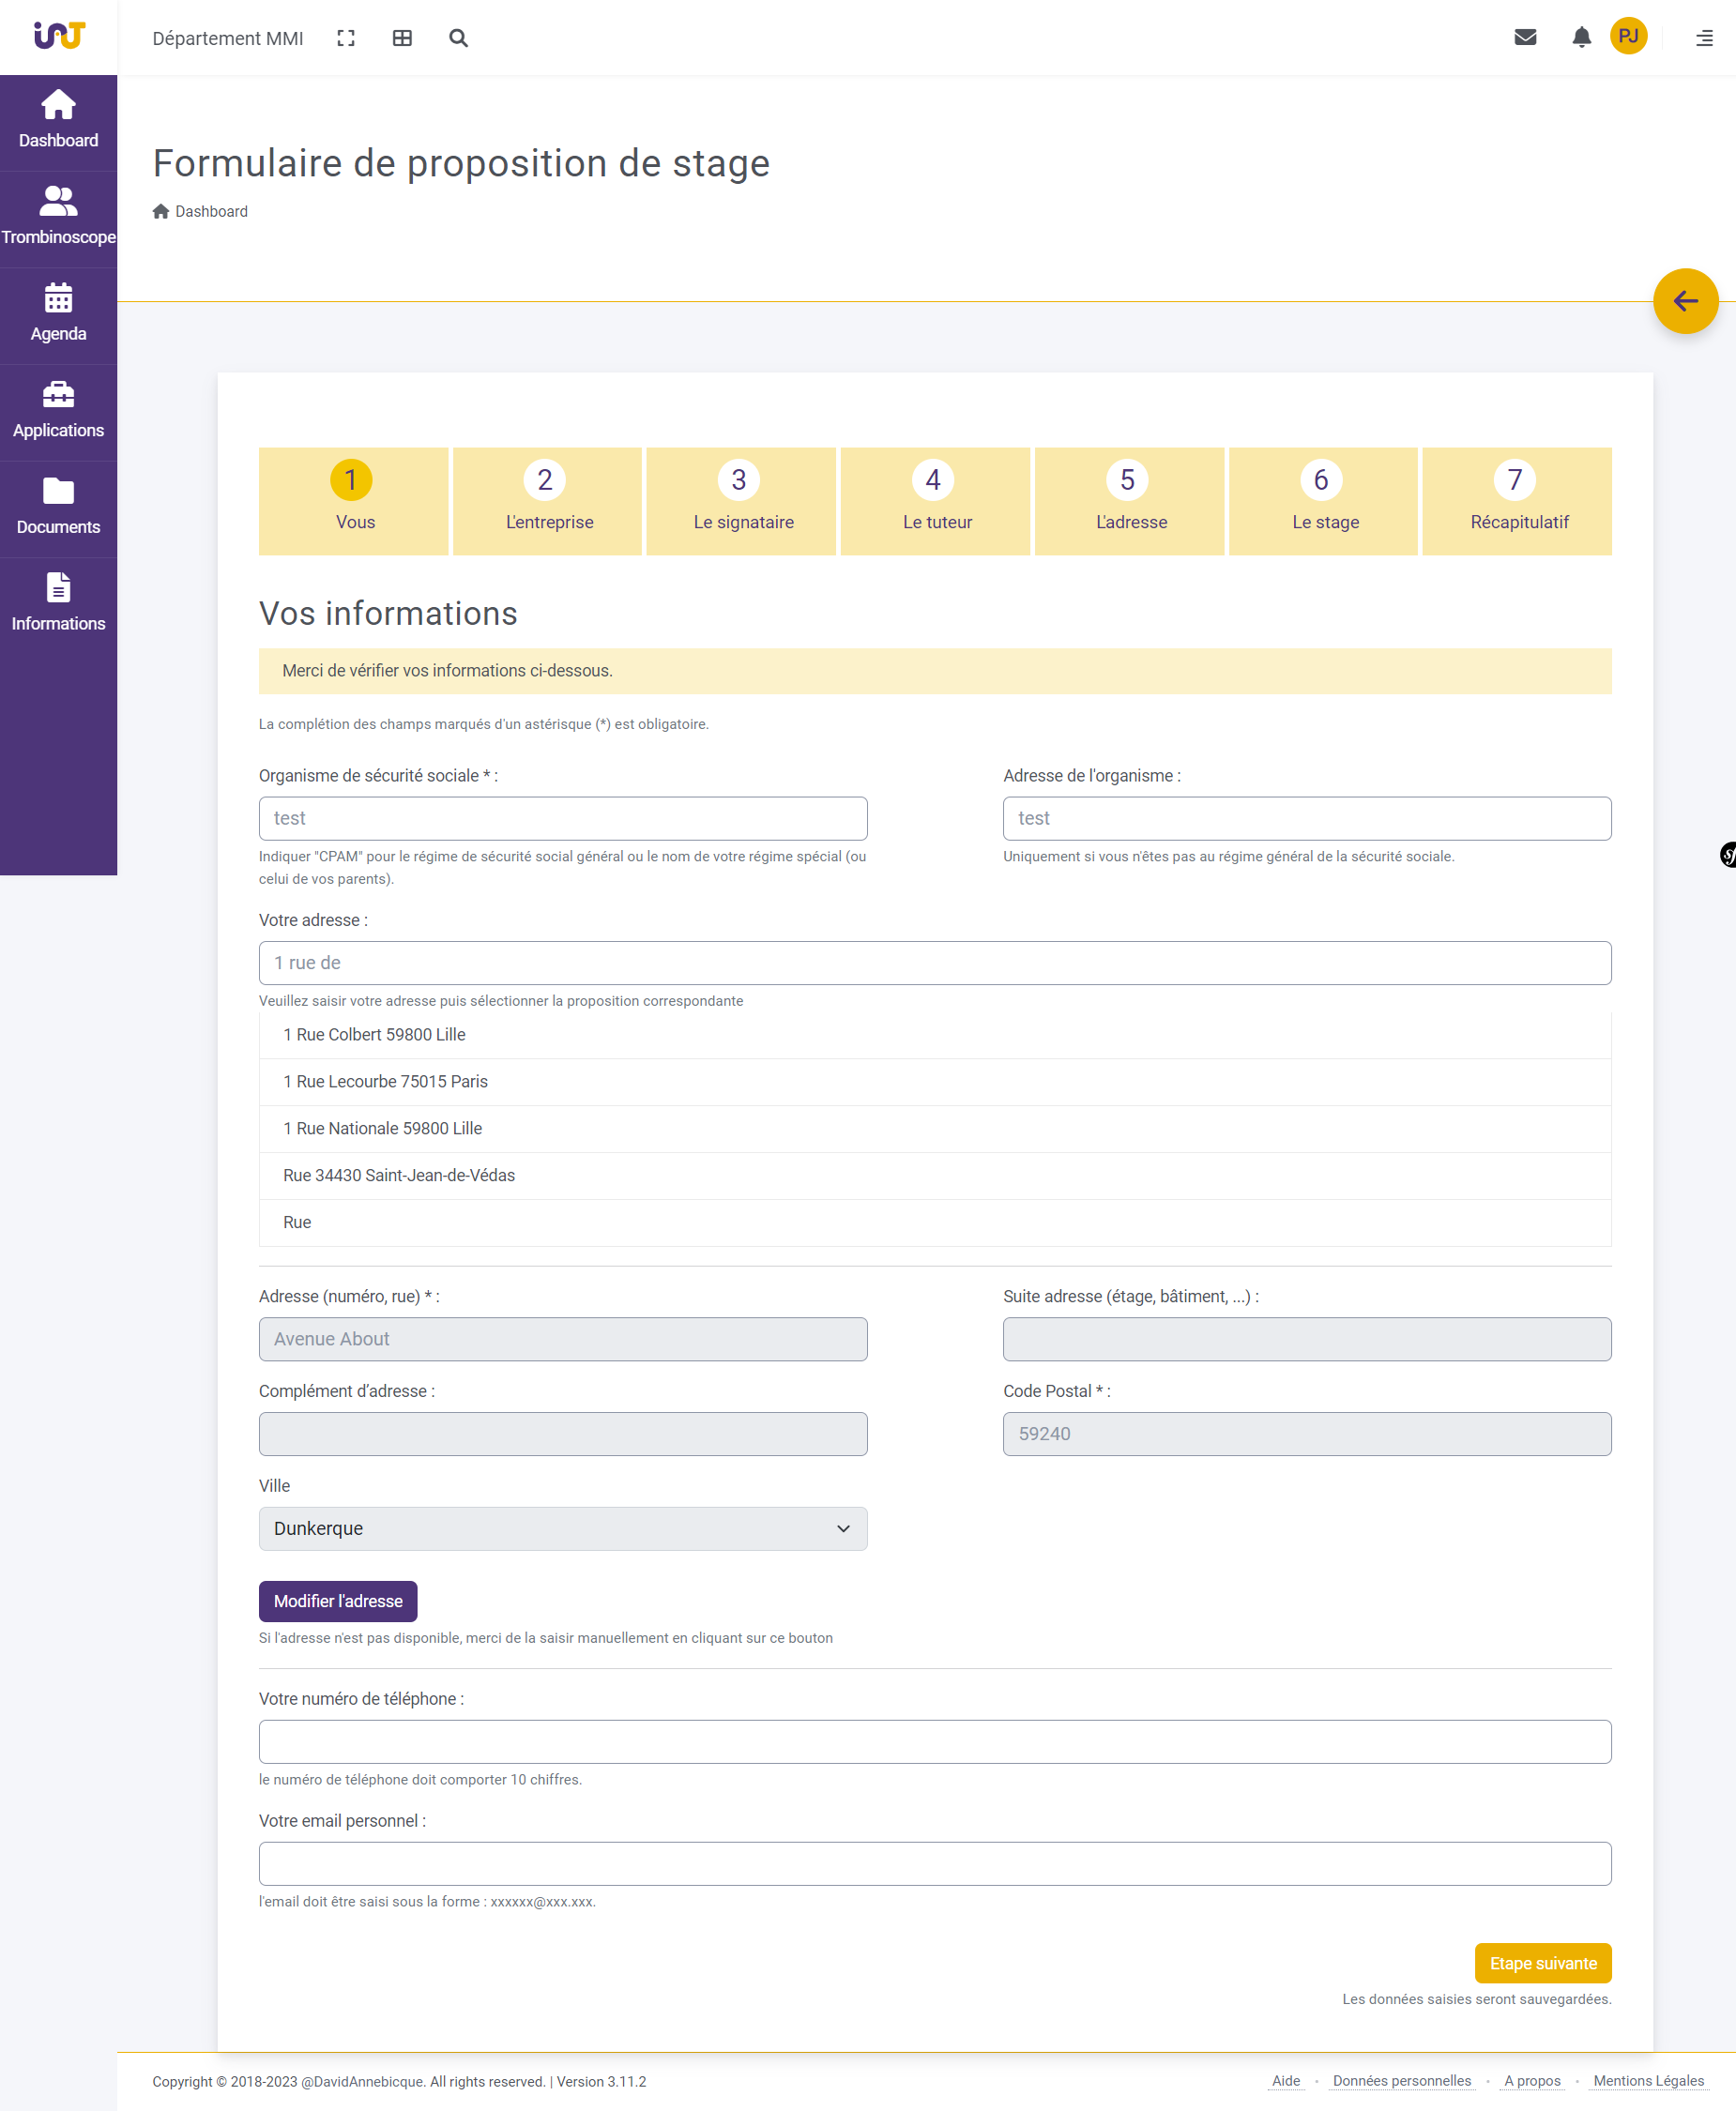 iUT
Département MMI
PJ
Dashboard
Trombinoscope
Agenda
Applications
Documents
Informations
Formulaire de proposition de stage
Dashboard
1 2 3 4 5 6 7
Vous L'entreprise Le signataire Le tuteur L'adresse Le stage Récapitulatif
Vos informations
Merci de vérifier vos informations ci-dessous.
La complétion des champs marqués d'un astérisque (*) est obligatoire.
Organisme de sécurité sociale * : Adresse de l'organisme :
test test
Indiquer "CPAM" pour le régime de sécurité social général ou le nom de votre régime spécial (ou Uniquement si vous n'êtes pas au régime général de la sécurité sociale.
celui de vos parents).
Votre adresse :
1 rue de
Veuillez saisir votre adresse puis sélectionner la proposition correspondante
1 Rue Colbert 59800 Lille
1 Rue Lecourbe 75015 Paris
1 Rue Nationale 59800 Lille
Rue 34430 Saint-Jean-de-Védas
Rue
Adresse (numéro, rue) * : Suite adresse (étage, bâtiment, ...) :
Avenue About
Complément d'adresse : Code Postal * :
59240
Ville
Dunkerque
Modifier l'adresse
Si l'adresse n'est pas disponible, merci de la saisir manuellement en cliquant sur ce bouton
Votre numéro de téléphone :
le numéro de téléphone doit comporter 10 chiffres.
Votre email personnel :
l'email doit être saisi sous la forme : xxxxxx@xxx.xxx.
Etape suivante
Les données saisies seront sauvegardées.
Copyright © 2018-2023 @DavidAnnebicque. All rights reserved. | Version 3.11.2 Aide • Données personnelles • A propos • Mentions Légales